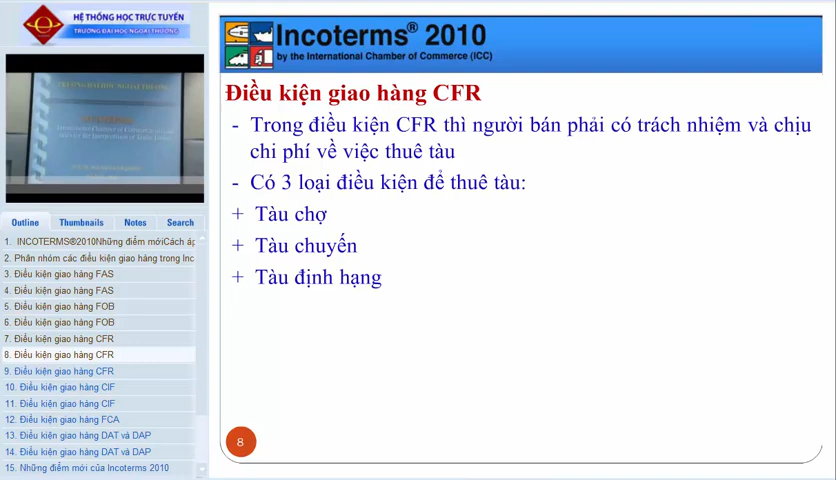 HỆ THỐNG HỌC TRỰC TUYẾN
TRƯỜNG ĐẠI HỌC NGOẠI THƯƠNG
TRƯỜNG ĐẠI HỌC NGOẠI THƯƠNG
Outline Thumbnails Notes Search
1. INCOTERMS®2010Những điểm mớiCách áp
2. Phân nhóm các điều kiện giao hàng trong Inc
3. Điều kiện giao hàng FAS
4. Điều kiện giao hàng FAS
5. Điều kiện giao hàng FOB
6. Điều kiện giao hàng FOB
7. Điều kiện giao hàng CFR
8. Điều kiện giao hàng CFR
9. Điều kiện giao hàng CFR
10. Điều kiện giao hàng CIF
11. Điều kiện giao hàng CIF
12. Điều kiện giao hàng FCA
13. Điều kiện giao hàng DAT và DAP
14. Điều kiện giao hàng DAT và DAP
15. Những điểm mới của Incoterms 2010
Incoterms® 2010
by the International Chamber of Commerce (ICC)
Điều kiện giao hàng CFR
- Trong điều kiện CFR thì người bán phải có trách nhiệm và chịu
chi phí về việc thuê tàu
- Có 3 loại điều kiện để thuê tàu:
+ Tàu chợ
+ Tàu chuyến
+ Tàu định hạng
8